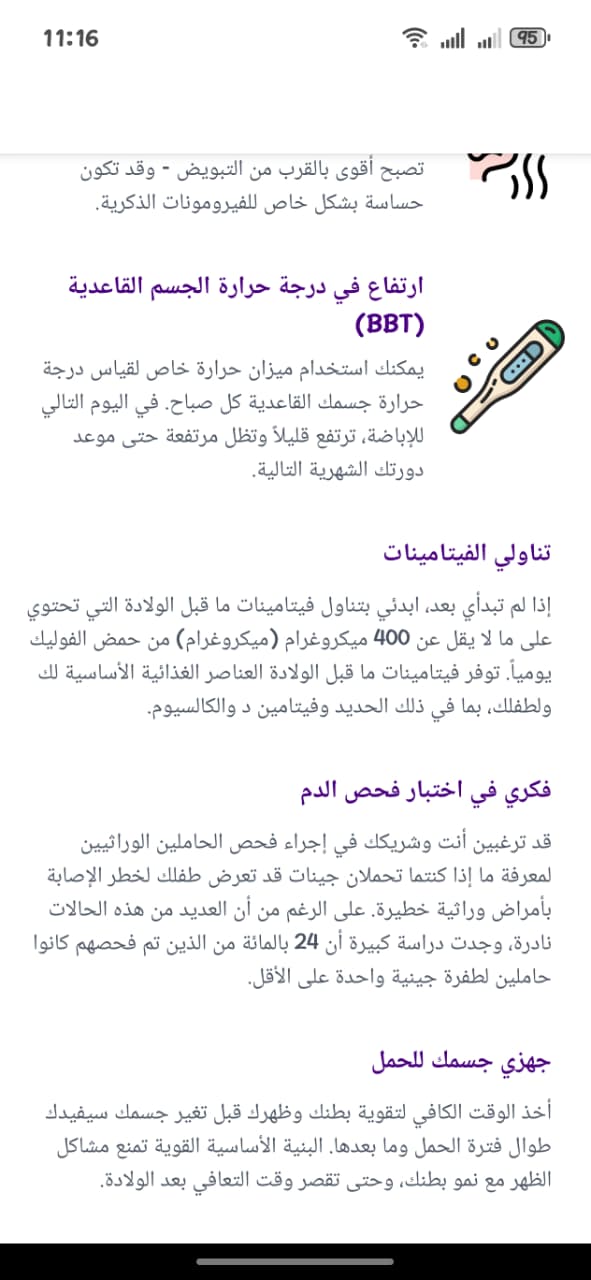 11:16
95
تصبح أقوى بالقرب من التبويض - وقد تكون
حساسة بشكل خاص للفيرومونات الذكرية.
ارتفاع في درجة حرارة الجسم القاعدية
(BBT)
يمكنك استخدام ميزان حرارة خاص لقياس درجة
حرارة جسمك القاعدية كل صباح. في اليوم التالي
للإباضة، ترتفع قليلاً وتظل مرتفعة حتى موعد
دورتك الشهرية التالية.
تناولي الفيتامينات
إذا لم تبدأي بعد، ابدئي بتناول فيتامينات ما قبل الولادة التي تحتوي
على ما لا يقل عن 400 ميكروغرام (ميكروغرام) من حمض الفوليك
يومياً. توفر فيتامينات ما قبل الولادة العناصر الغذائية الأساسية لك
ولطفلك، بما في ذلك الحديد وفيتامين د والكالسيوم.
فكري في اختبار فحص الدم
قد ترغبين أنت وشريكك في إجراء فحص الحاملين الوراثيين
لمعرفة ما إذا كنتما تحملان جينات قد تعرض طفلك لخطر الإصابة
بأمراض وراثية خطيرة. على الرغم من أن العديد من هذه الحالات
نادرة، وجدت دراسة كبيرة أن 24 بالمائة من الذين تم فحصهم كانوا
حاملين لطفرة جينية واحدة على الأقل.
جهزي جسمك للحمل
أخذ الوقت الكافي لتقوية بطنك وظهرك قبل تغير جسمك سيفيدك
طوال فترة الحمل وما بعدها. البنية الأساسية القوية تمنع مشاكل
الظهر مع نمو بطنك، وحتى تقصر وقت التعافي بعد الولادة.